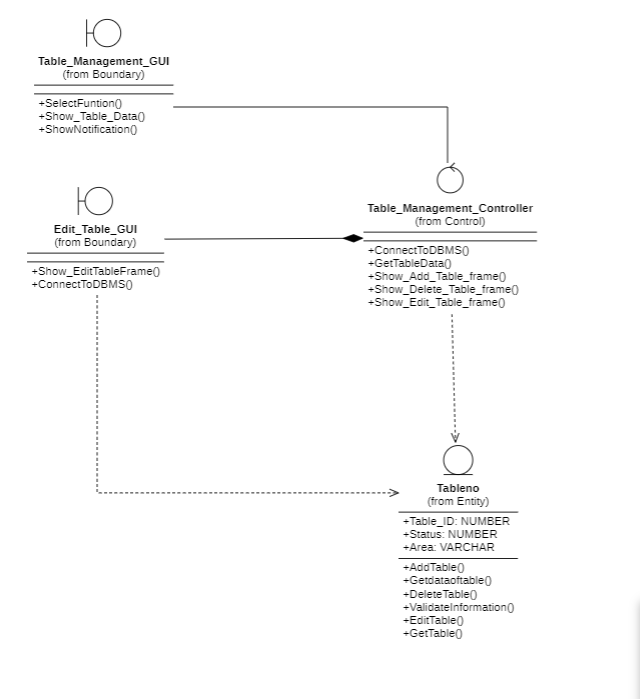 Table_Management_GUI
(from Boundary)
+SelectFuntion()
+Show_Table_Data()
+ShowNotification()
Table_Management_Controller
(from Control)
+ConnectToDBMS()
+GetTableData()
+Show_Add_Table_frame()
+Show_Delete_Table_frame()
+Show_Edit_Table_frame()
Edit_Table_GUI
(from Boundary)
+Show_EditTableFrame()
+ConnectToDBMS()
Tableno
(from Entity)
+Table_ID: NUMBER
+Status: NUMBER
+Area: VARCHAR
+AddTable()
+Getdataoftable()
+DeleteTable()
+ValidateInformation()
+EditTable()
+GetTable()